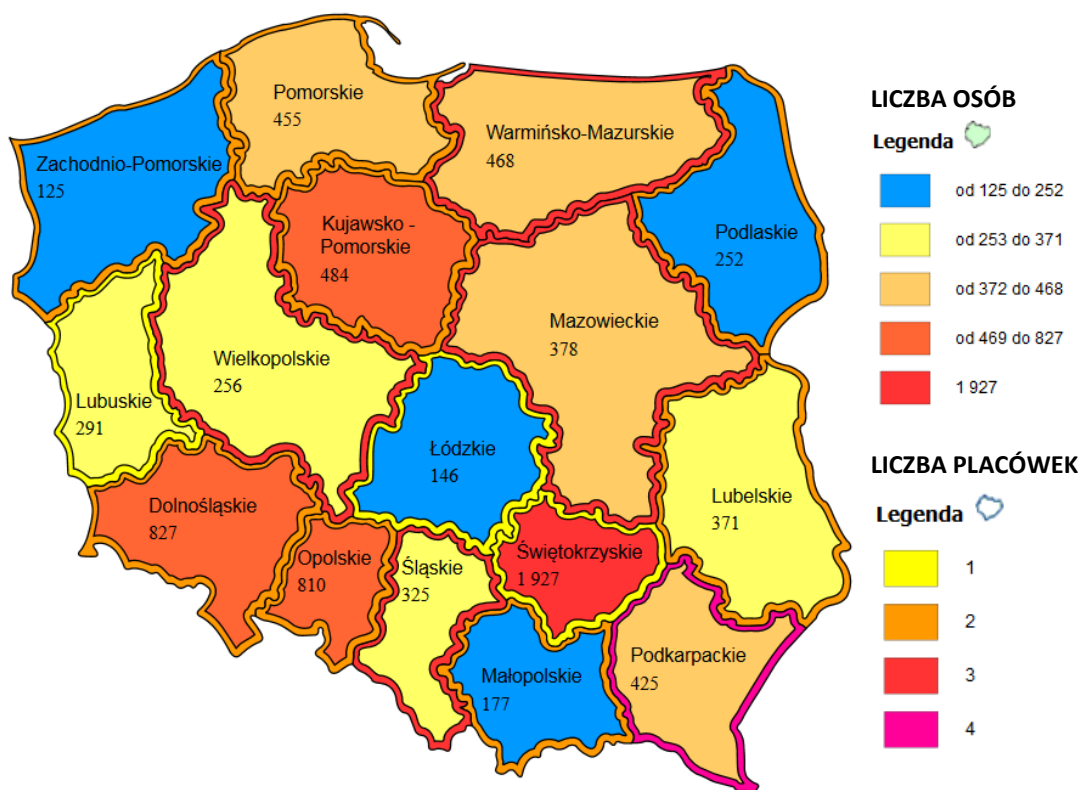 Pomorskie
455
Warmińsko-Mazurskie
468
Zachodnio-Pomorskie
125
Kujawsko -
Pomorskie
484
Podlaskie
252
Mazowieckie
378
Wielkopolskie
256
Lubuskie
291
Łódzkie
146
Lubelskie
371
Dolnośląskie
827
Opolskie
810
Śląskie
325
Świętokrzyskie
1 927
Małopolskie
177
Podkarpackie
425
LICZBA OSÓB
Legenda
od 125 do 252
od 253 do 371
od 372 do 468
od 469 do 827
1 927
LICZBA PLACÓWEK
Legenda
1
2
3
4